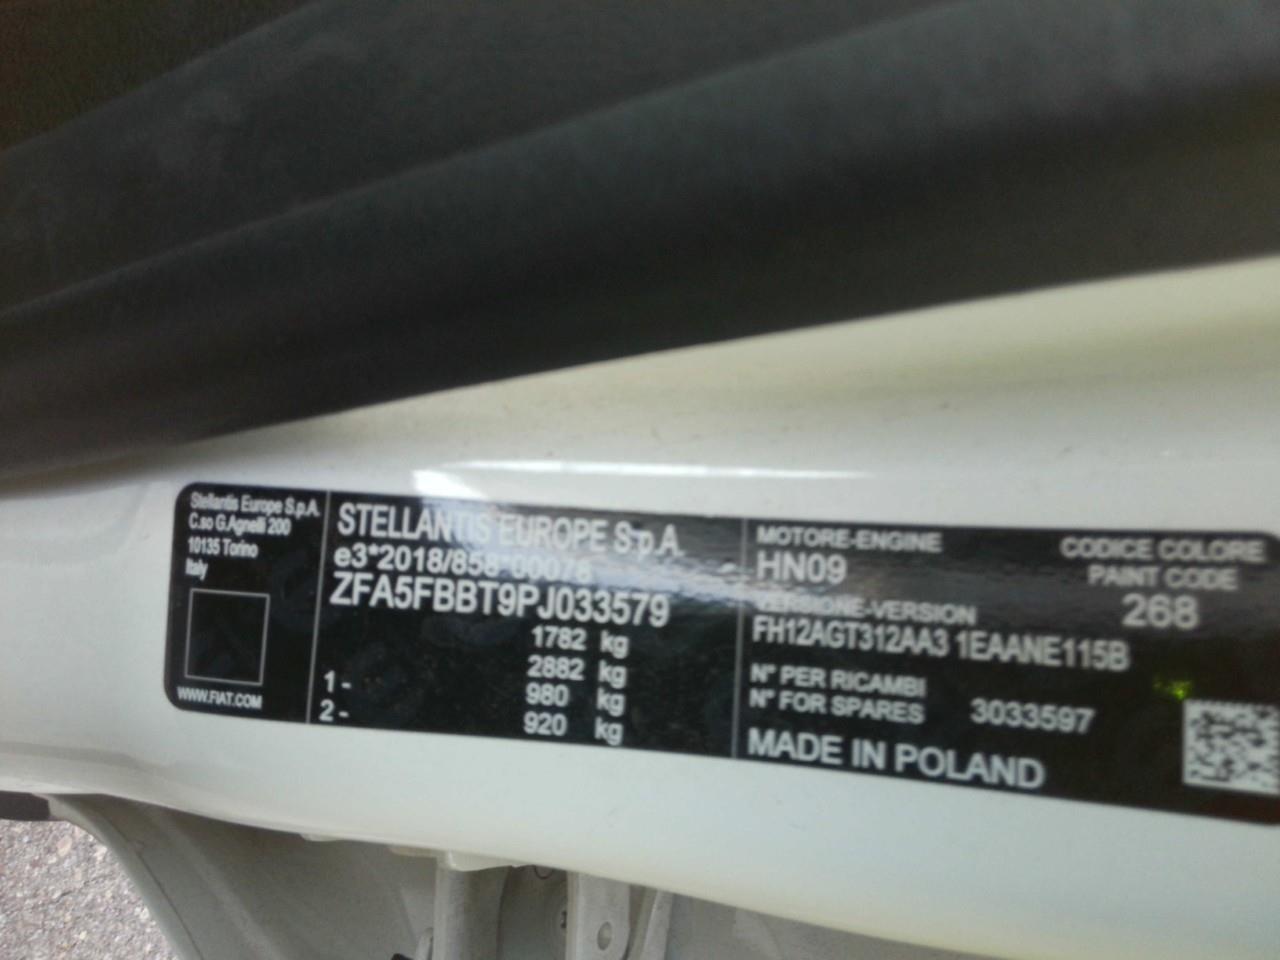 Stellantis Europe S.p.A.
C.so G.Agnelli 200
10135 Torino
Italy
WWW.FIAT.COM
STELLANTIS EUROPE S.p.A.
e3*2018/858*00078
ZFA5FBBT9PJ033579
1782 kg
2882 kg
1 - 980 kg
2 - 920 kg
MOTORE-ENGINE
HN09
VERSIONE-VERSION
FH12AGT312AA3 1EAANE115B
N° PER RICAMBI
N° FOR SPARES 3033597
MADE IN POLAND
CODICE COLORE
PAINT CODE
268